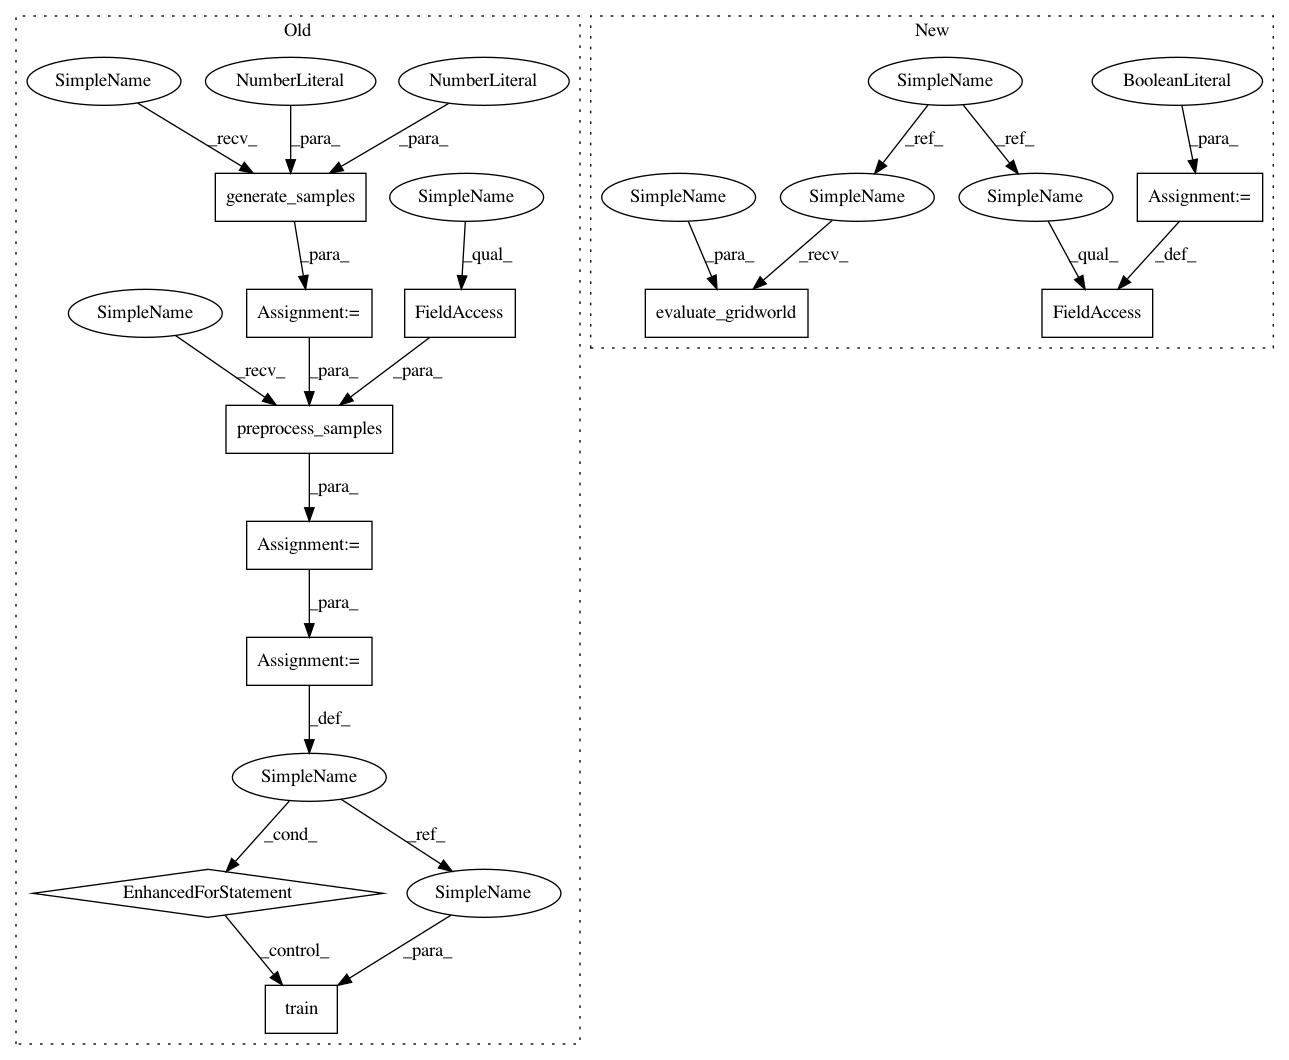 Old
New
SimpleName
NumberLiteral
NumberLiteral
SimpleName
BooleanLiteral
_recv_
_para_
_para_
_ref_
_ref_
_para_
generate_samples
SimpleName
SimpleName
SimpleName
SimpleName
Assignment:=
_para_
_qual_
_para_
_recv_
_qual_
_def_
SimpleName
Assignment:=
FieldAccess
evaluate_gridworld
FieldAccess
_recv_
_para_
_para_
preprocess_samples
_para_
Assignment:=
_para_
Assignment:=
_def_
SimpleName
_cond_
_ref_
EnhancedForStatement
SimpleName
_control_
_para_
train